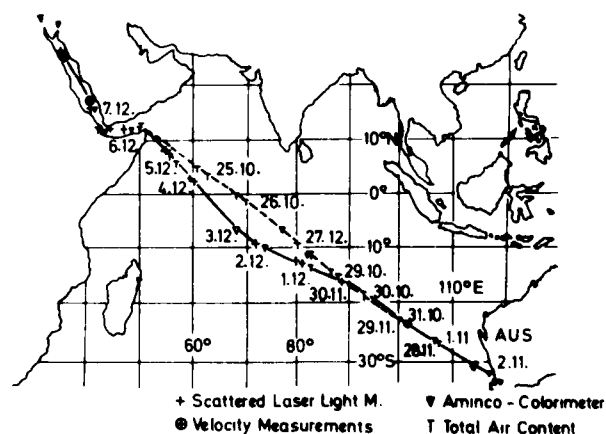 7.12.
6.12.
10°N
5.12.
25.10.
4.12.
0°
26.10.
3.12.
27.12.
2.12.
10°
1.12.
29.10.
30.11.
30.10.
110°E
29.11.
31.10.
60°
80°
28.11.
1.11
AUS
30°S
2.11.
+ Scattered Laser Light M.
▼ Aminco - Colorimeter
⊕ Velocity Measurements
T Total Air Content